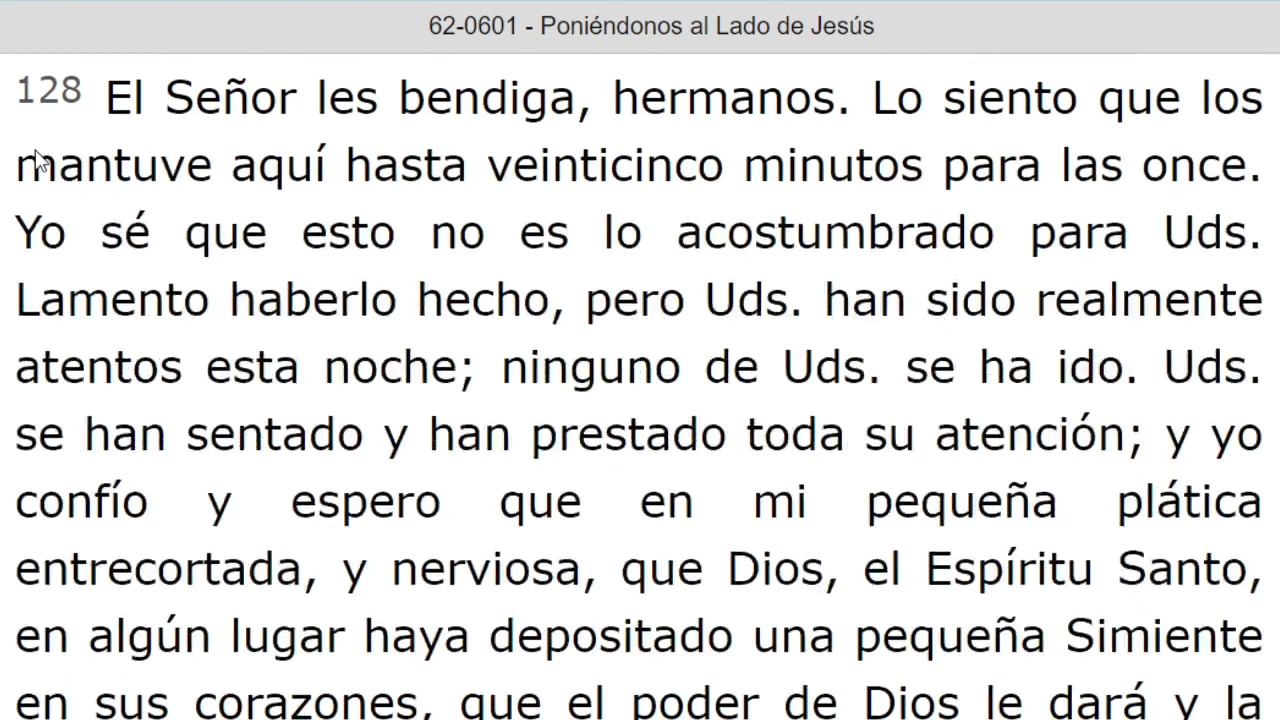 62-0601 - Poniéndonos al Lado de Jesús
128 El Señor les bendiga, hermanos. Lo siento que los
mantuve aquí hasta veinticinco minutos para las once.
Yo sé que esto no es lo acostumbrado para Uds.
Lamento haberlo hecho, pero Uds. han sido realmente
atentos esta noche; ninguno de Uds. se ha ido. Uds.
se han sentado y han prestado toda su atención; y yo
confío y espero que en mi pequeña plática
entrecortada, y nerviosa, que Dios, el Espíritu Santo,
en algún lugar haya depositado una pequeña Simiente
en sus corazones, que el poder de Dios le dará y la